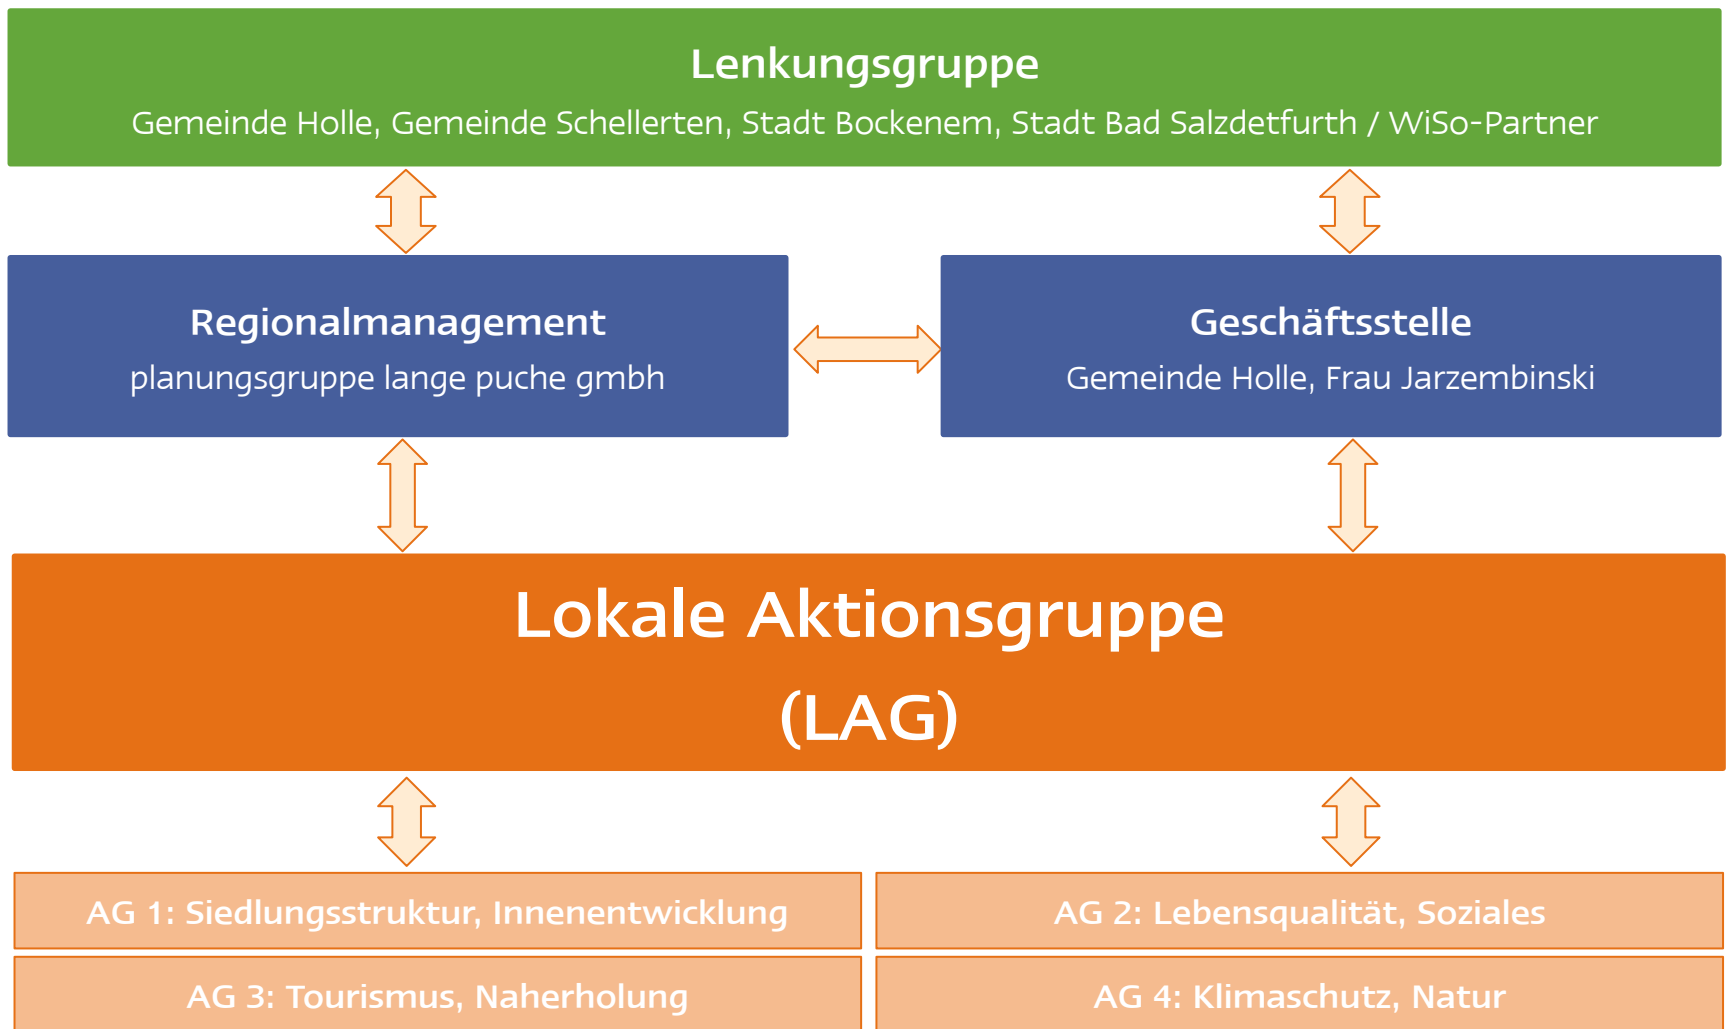 Lenkungsgruppe
Gemeinde Holle, Gemeinde Schellerten, Stadt Bockenem, Stadt Bad Salzdetfurth / WiSo-Partner
Regionalmanagement
planungsgruppe lange puche gmbh
Geschäftsstelle
Gemeinde Holle, Frau Jarzembinski
Lokale Aktionsgruppe
(LAG)
AG 1: Siedlungsstruktur, Innenentwicklung
AG 2: Lebensqualität, Soziales
AG 3: Tourismus, Naherholung
AG 4: Klimaschutz, Natur